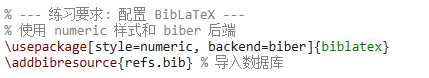 % --- 练习要求: 配置 BibLaTeX ---
% 使用 numeric 样式和 biber 后端
\usepackage[style=numeric, backend=biber]{biblatex}
\addbibresource{refs.bib} % 导入数据库